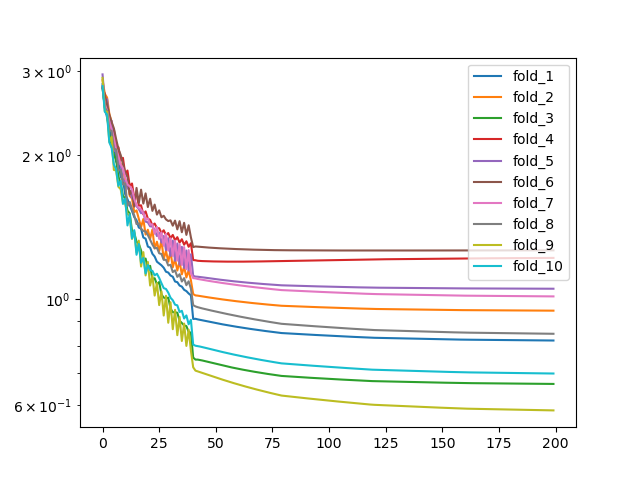 3 × 10⁰
2 × 10⁰
10⁰
6 × 10⁻¹
0 25 50 75 100 125 150 175 200
fold_1
fold_2
fold_3
fold_4
fold_5
fold_6
fold_7
fold_8
fold_9
fold_10